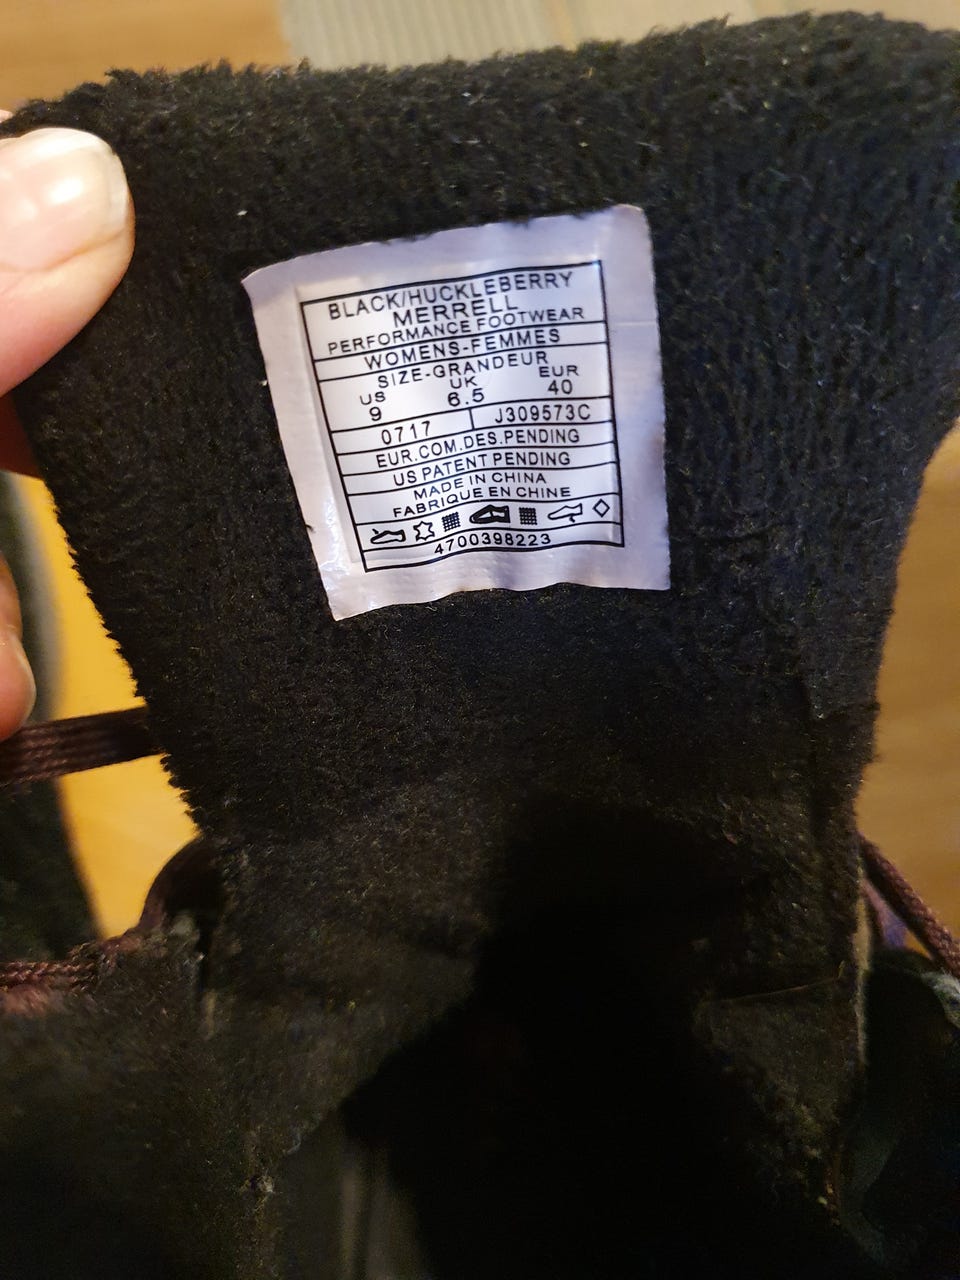 BLACK/HUCKLEBERRY
MERRELL
PERFORMANCE FOOTWEAR
WOMENS-FEMMES
SIZE-GRANDEUR
US UK EUR
9 6.5 40
0717 J309573C
EUR.COM.DES.PENDING
US PATENT PENDING
MADE IN CHINA
FABRIQUE EN CHINE
4700398223